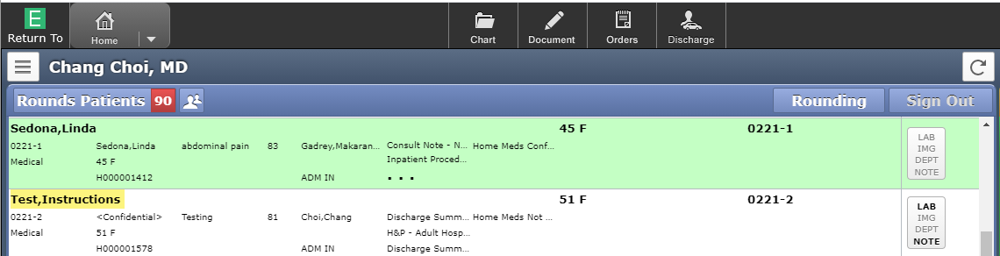 E
Return To
Home
Chart
Document
Orders
Discharge
Chang Choi, MD
Rounds Patients 90
Rounding
Sign Out
Sedona,Linda 45 F 0221-1
0221-1 Sedona,Linda abdominal pain 83 Gadrey,Makaran... Consult Note - N... Home Meds Conf...
Medical 45 F Inpatient Proced...
H000001412 ADM IN ...
LAB
IMG
DEPT
NOTE
Test,Instructions 51 F 0221-2
0221-2 <Confidential> Testing 81 Choi,Chang Discharge Summ... Home Meds Not ...
Medical 51 F H&P - Adult Hosp...
H000001578 ADM IN Discharge Summ...
LAB
IMG
DEPT
NOTE